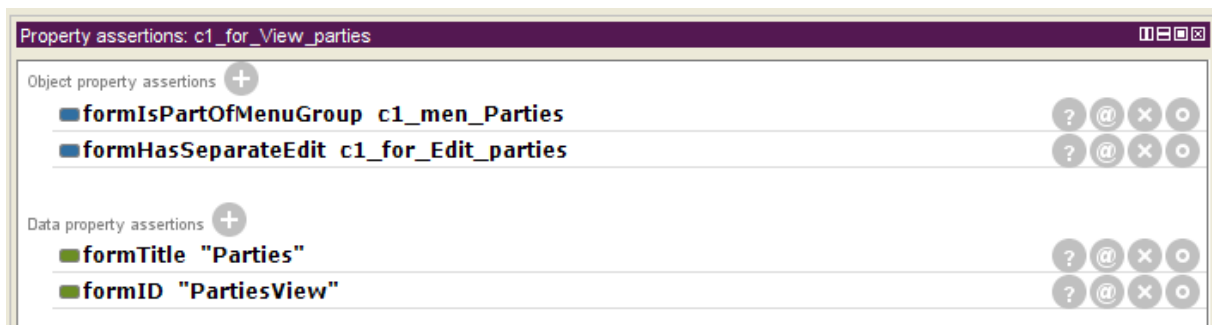 Property assertions: c1_for_View_parties
Object property assertions
formIsPartOfMenuGroup c1_men_Parties
formHasSeparateEdit c1_for_Edit_parties
Data property assertions
formTitle "Parties"
formID "PartiesView"